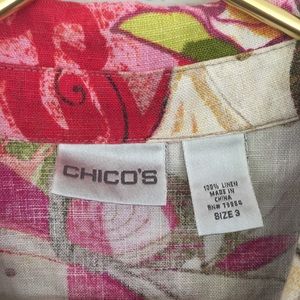 CHICO'S
100% LINEN
MADE IN
CHINA
SIZE 3